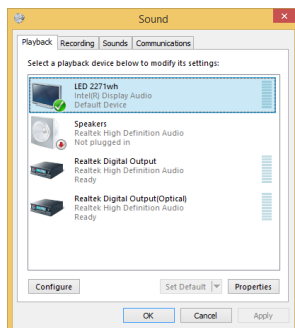 Sound
Playback Recording Sounds Communications
Select a playback device below to modify its settings:
LED 2271wh
Intel(R) Display Audio
Default Device
Speakers
Realtek High Definition Audio
Not plugged in
Realtek Digital Output
Realtek High Definition Audio
Ready
Realtek Digital Output(Optical)
Realtek High Definition Audio
Ready
Configure Set Default Properties
OK Cancel Apply